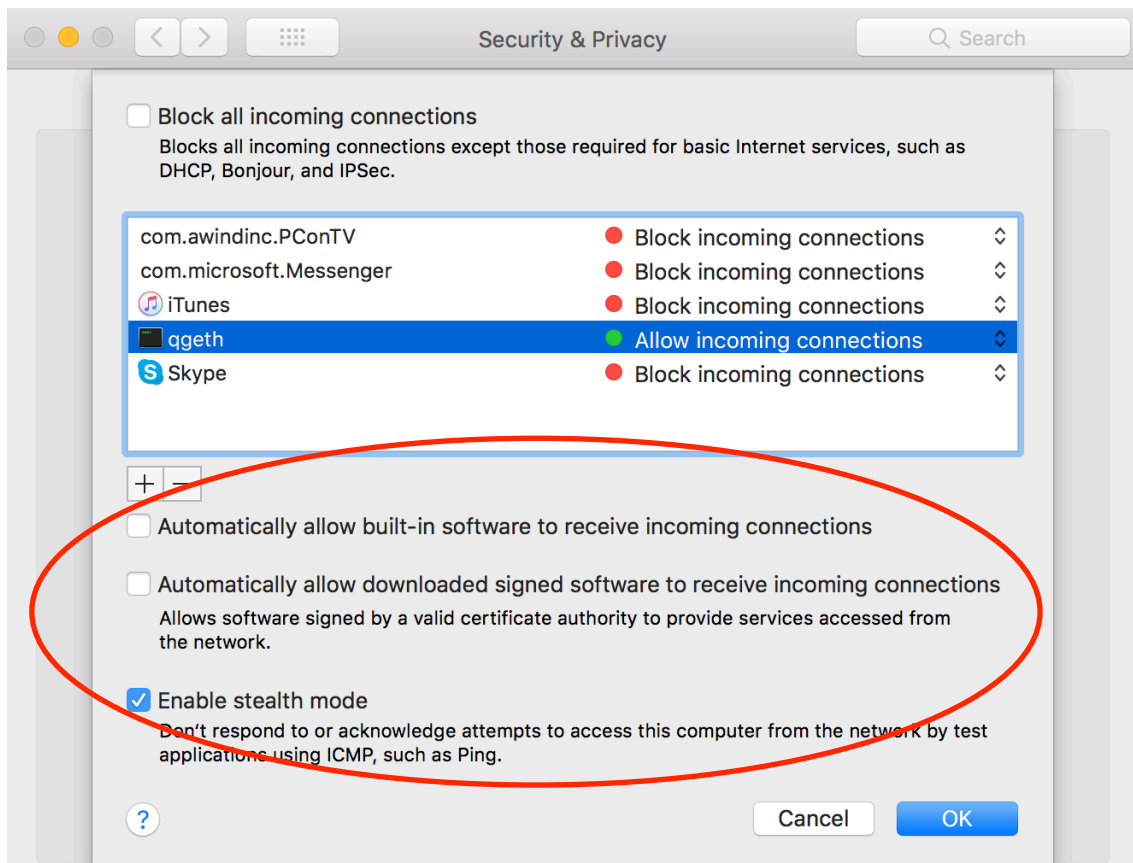 Security & Privacy
Search
Block all incoming connections
Blocks all incoming connections except those required for basic Internet services, such as
DHCP, Bonjour, and IPSec.
com.awindinc.PConTV Block incoming connections
com.microsoft.Messenger Block incoming connections
iTunes Block incoming connections
qgeth Allow incoming connections
Skype Block incoming connections
+ −
Automatically allow built-in software to receive incoming connections
Automatically allow downloaded signed software to receive incoming connections
Allows software signed by a valid certificate authority to provide services accessed from
the network.
Enable stealth mode
Don't respond to or acknowledge attempts to access this computer from the network by test
applications using ICMP, such as Ping.
? Cancel OK